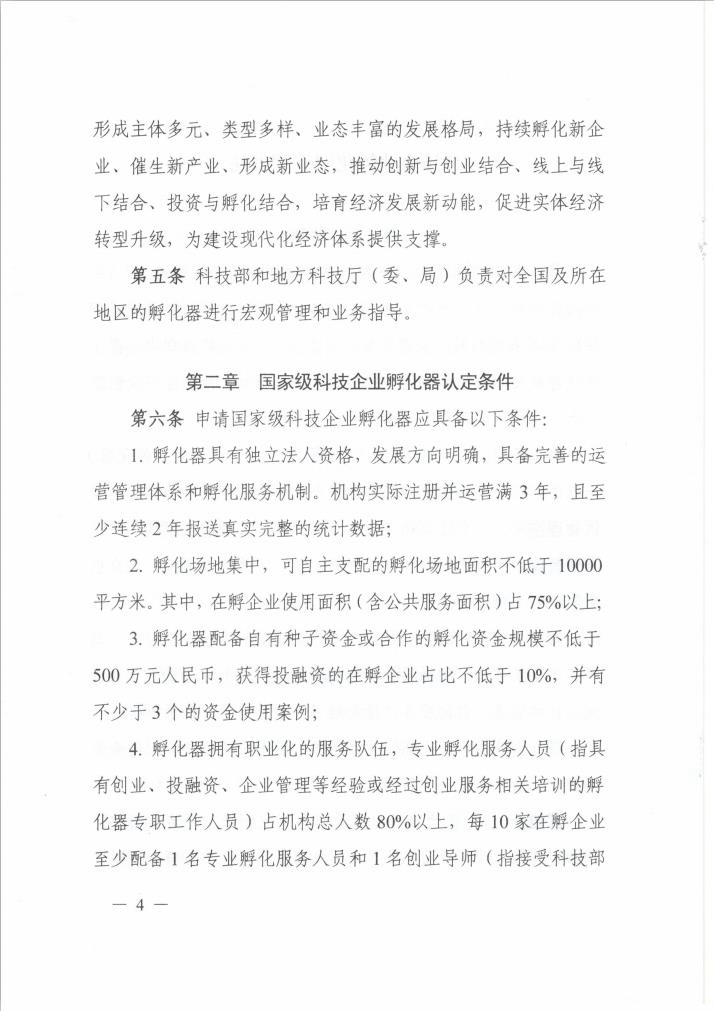 形成主体多元、类型多样、业态丰富的发展格局，持续孵化新企
业、催生新产业、形成新业态，推动创新与创业结合、线上与线
下结合、投资与孵化结合，培育经济发展新动能，促进实体经济
转型升级，为建设现代化经济体系提供支撑。
第五条 科技部和地方科技厅（委、局）负责对全国及所在
地区的孵化器进行宏观管理和业务指导。
第二章 国家级科技企业孵化器认定条件
第六条 申请国家级科技企业孵化器应具备以下条件：
1. 孵化器具有独立法人资格，发展方向明确，具备完善的运
营管理体系和孵化服务机制。机构实际注册并运营满 3 年，且至
少连续 2 年报送真实完整的统计数据；
2. 孵化场地集中，可自主支配的孵化场地面积不低于 10000
平方米。其中，在孵企业使用面积（含公共服务面积）占 75%以上；
3. 孵化器配备自有种子资金或合作的孵化资金规模不低于
500 万元人民币，获得投融资的在孵企业占比不低于 10%，并有
不少于 3 个的资金使用案例；
4. 孵化器拥有职业化的服务队伍，专业孵化服务人员（指具
有创业、投融资、企业管理等经验或经过创业服务相关培训的孵
化器专职工作人员）占机构总人数 80%以上，每 10 家在孵企业
至少配备 1 名专业孵化服务人员和 1 名创业导师（指接受科技部
— 4 —